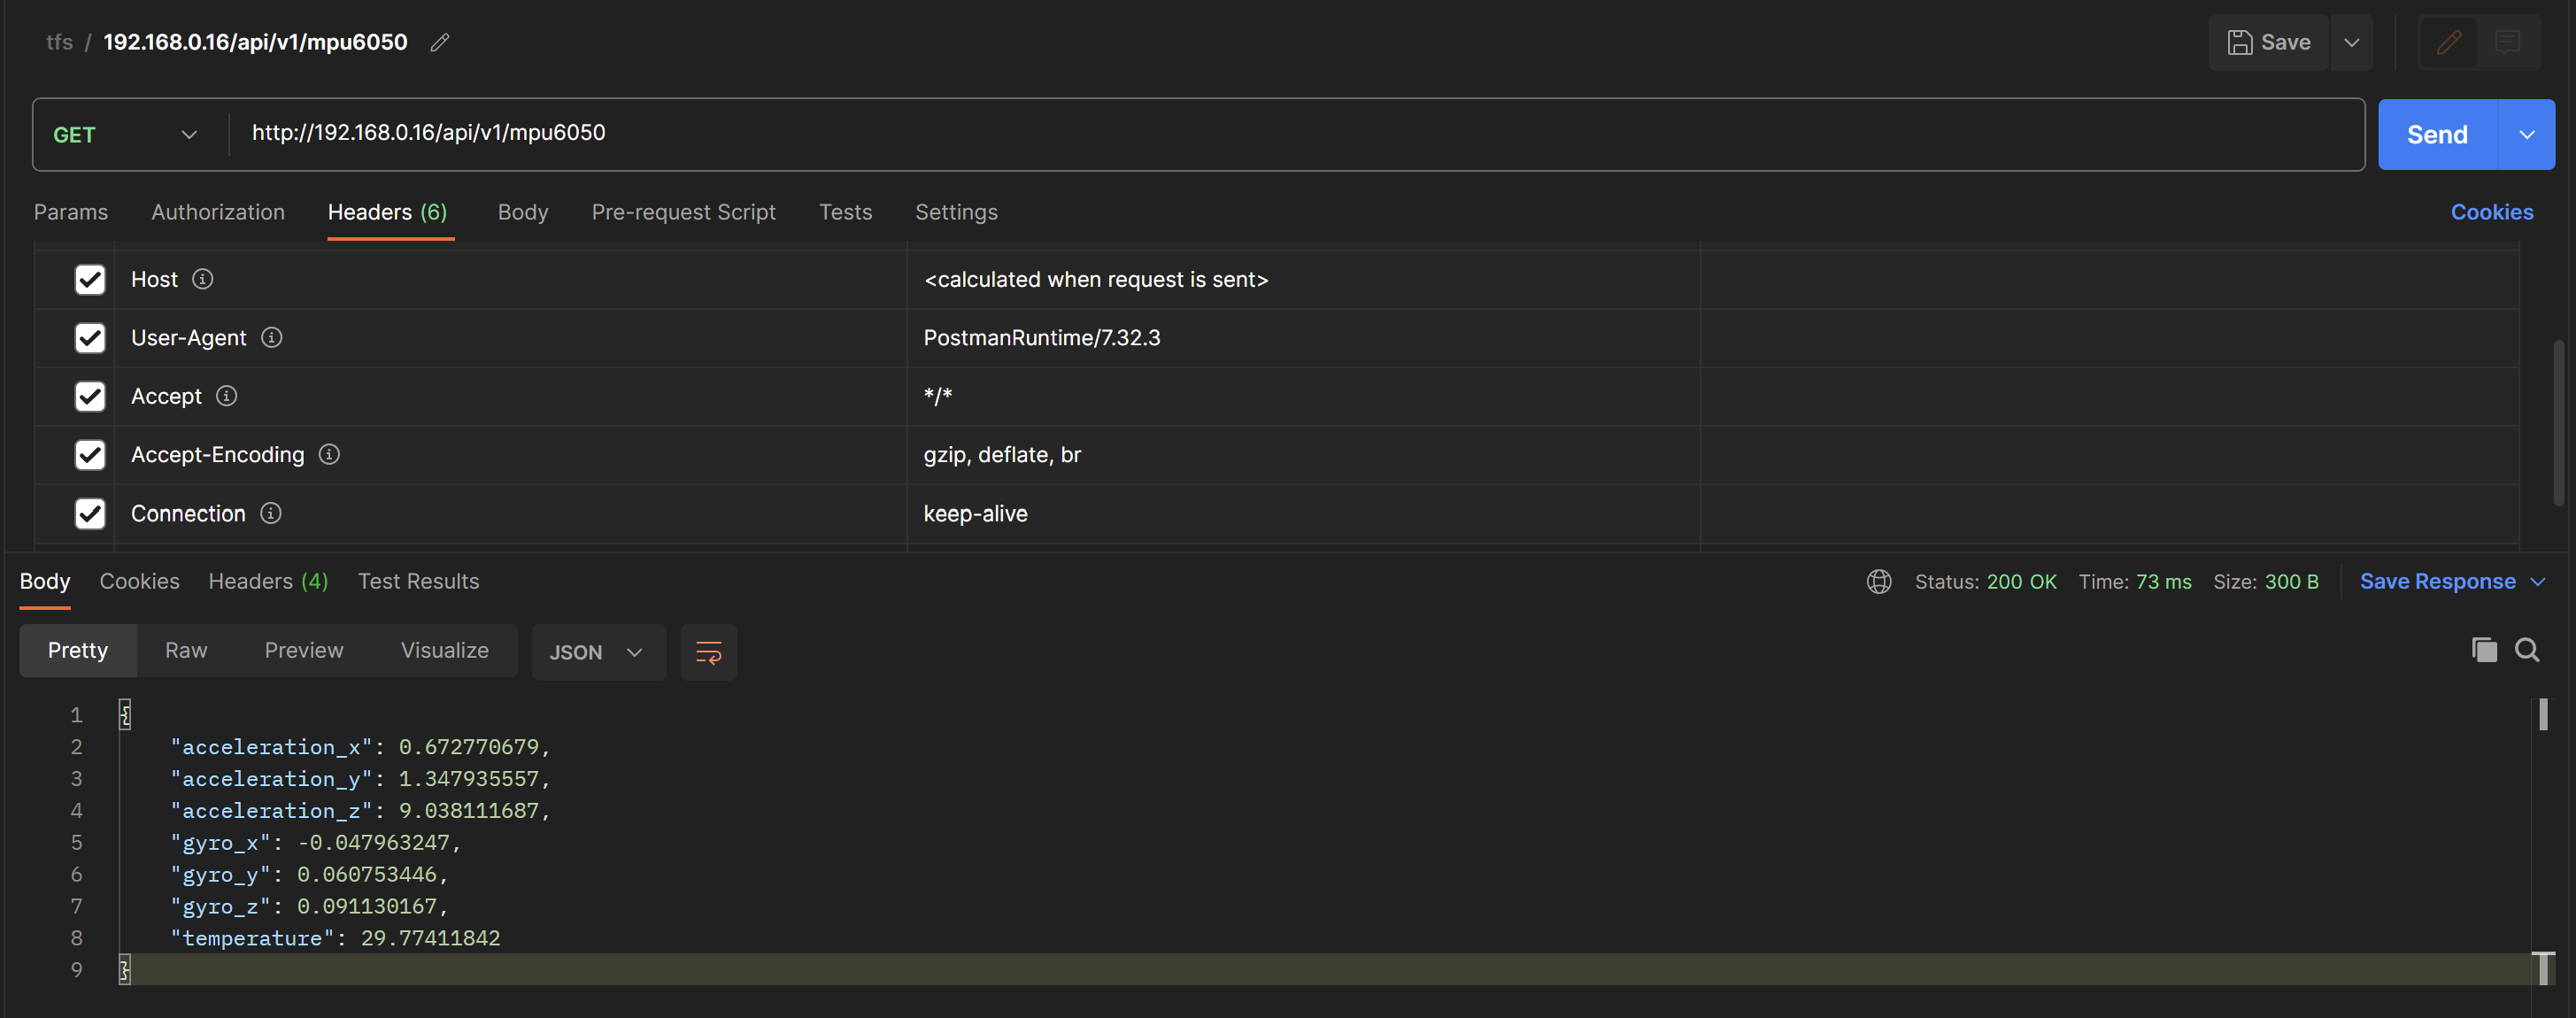 tfs / 192.168.0.16/api/v1/mpu6050
Save
GET http://192.168.0.16/api/v1/mpu6050 Send
Params Authorization Headers (6) Body Pre-request Script Tests Settings Cookies
Host <calculated when request is sent>
User-Agent PostmanRuntime/7.32.3
Accept */*
Accept-Encoding gzip, deflate, br
Connection keep-alive
Body Cookies Headers (4) Test Results Status: 200 OK Time: 73 ms Size: 300 B Save Response
Pretty Raw Preview Visualize JSON
1 {
2 "acceleration_x": 0.672770679,
3 "acceleration_y": 1.347935557,
4 "acceleration_z": 9.038111687,
5 "gyro_x": -0.047963247,
6 "gyro_y": 0.060753446,
7 "gyro_z": 0.091130167,
8 "temperature": 29.77411842
9 }